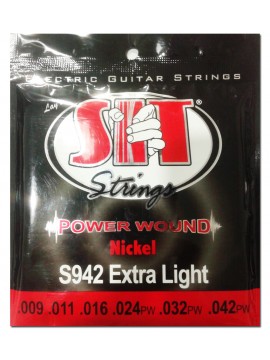 ELECTRIC GUITAR STRINGS
SIT®
Strings
POWER WOUND
Nickel
S942 Extra Light
.009 .011 .016 .024PW .032PW .042PW